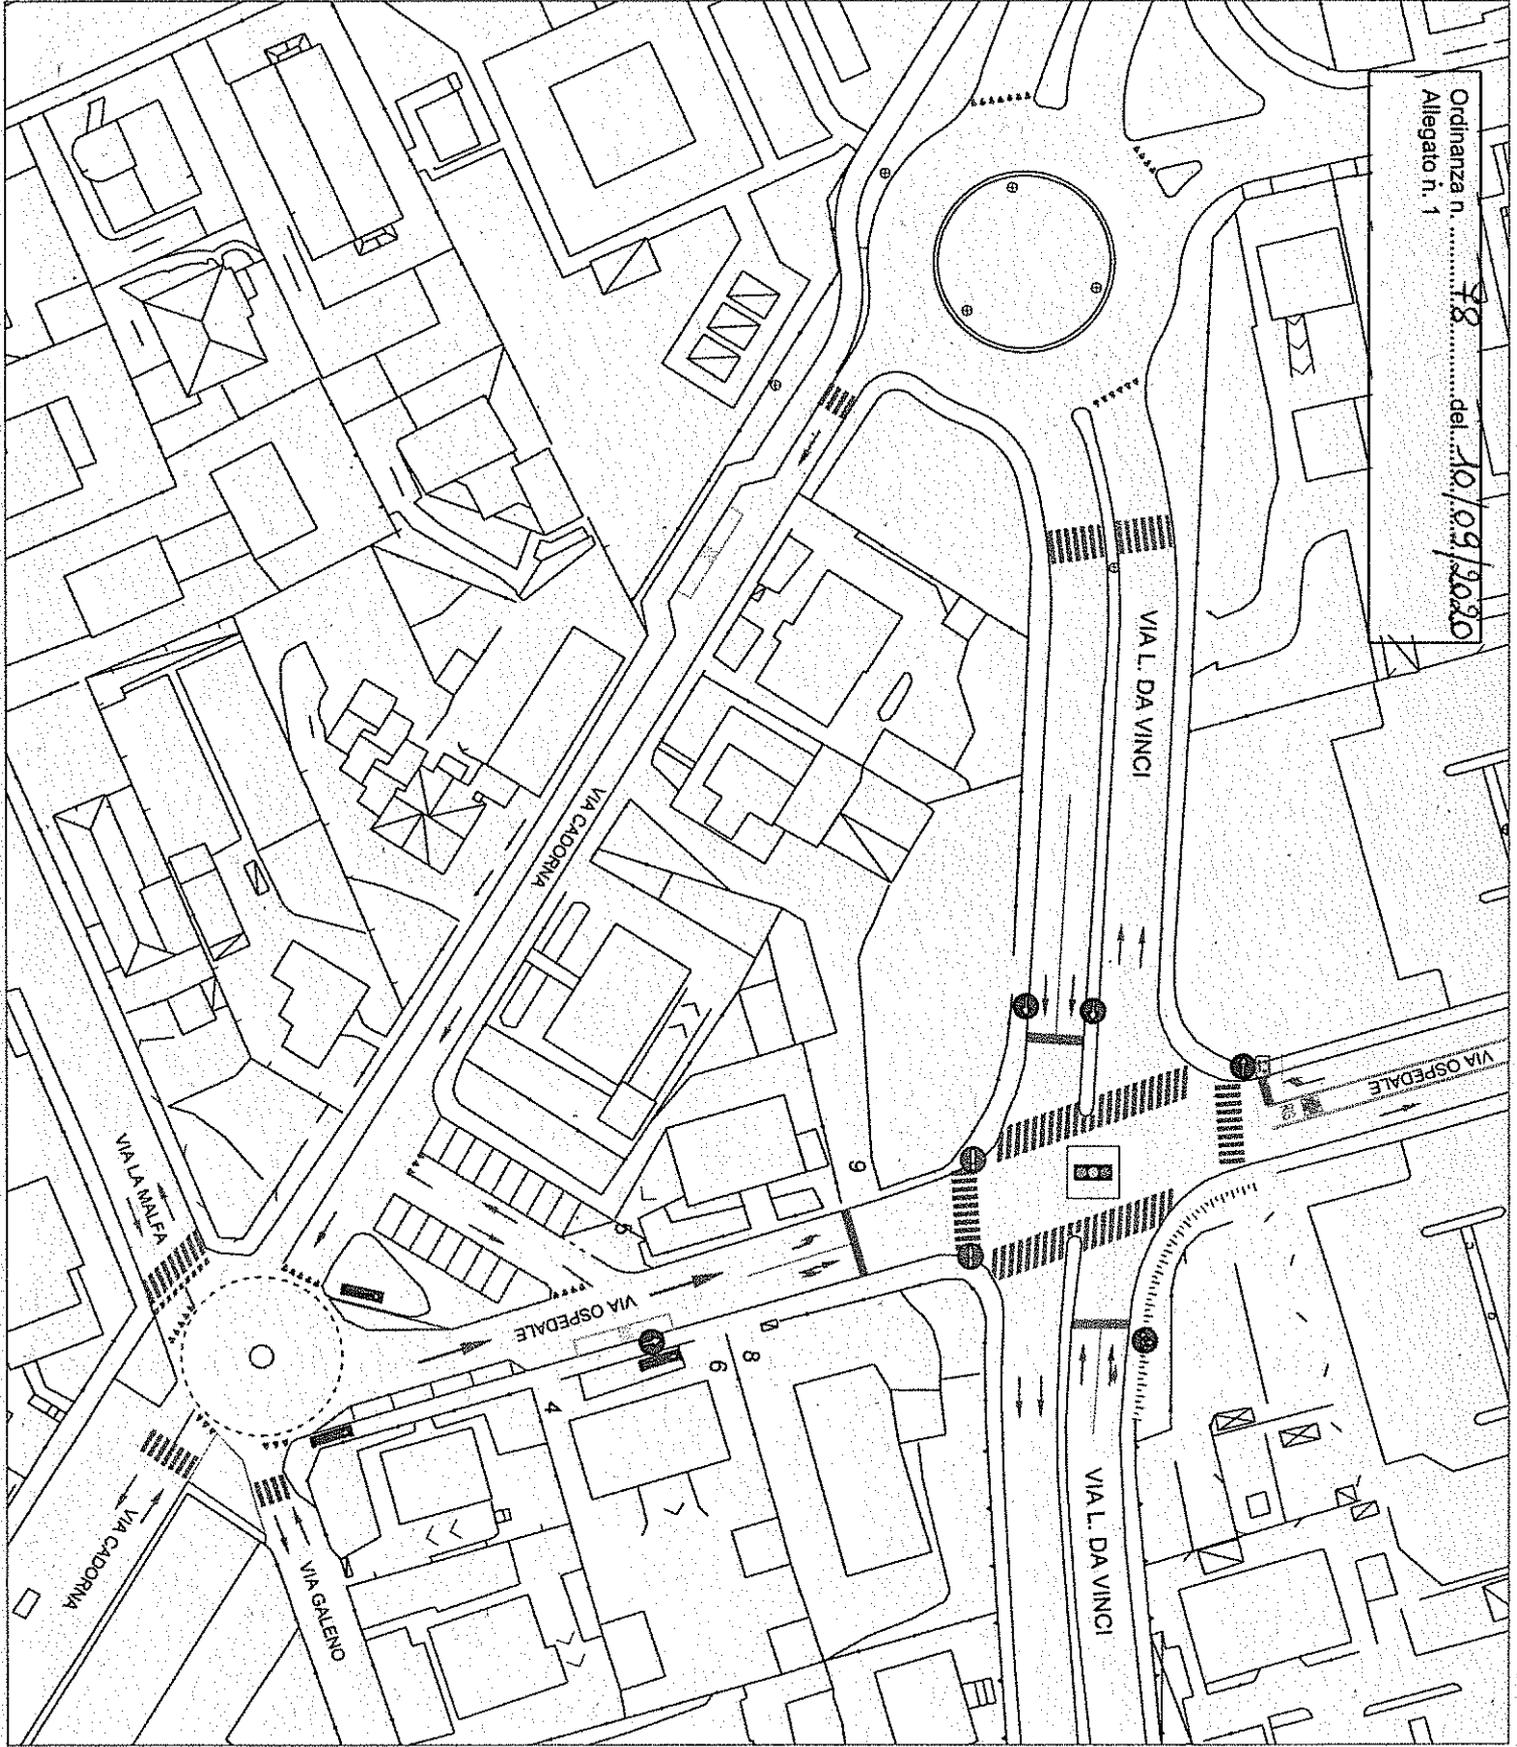 Ordinanza n. ........78...........del...10/09/2020
Allegato n. 1
VIA L. DA VINCI
VIA OSPEDALE
VIA CADORNA
9
VIA LA MALFA
5
VIA OSPEDALE
8
6
4
VIA L. DA VINCI
VIA CADORNA
VIA GALENO